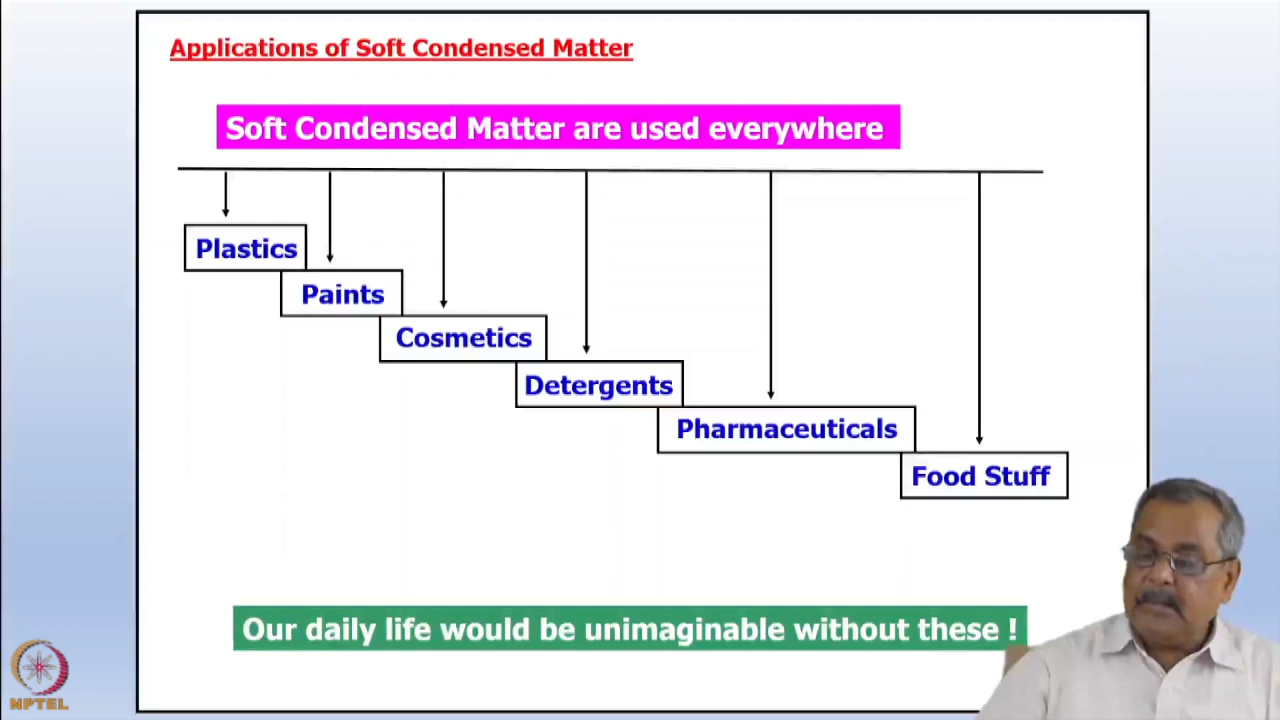 Applications of Soft Condensed Matter
Soft Condensed Matter are used everywhere
Plastics
Paints
Cosmetics
Detergents
Pharmaceuticals
Food Stuff
Our daily life would be unimaginable without these !
NPTEL